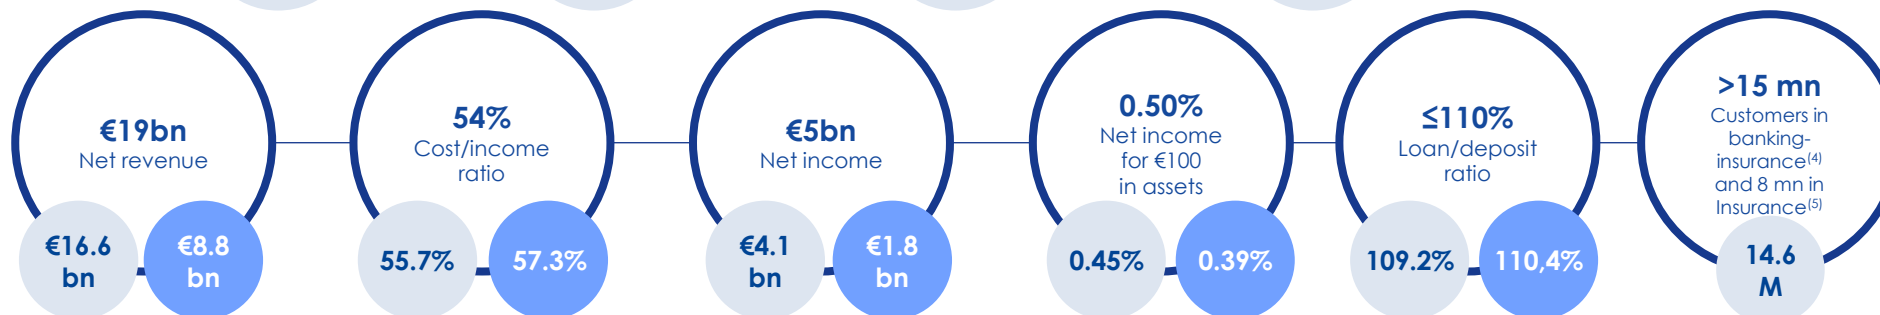 €19bn
Net revenue
€16.6
bn
€8.8
bn
54%
Cost/income
ratio
55.7%
57.3%
€5bn
Net income
€4.1
bn
€1.8
bn
0.50%
Net income
for €100
in assets
0.45%
0.39%
≤110%
Loan/deposit
ratio
109.2%
110,4%
>15 mn
Customers in
banking-
insurance(4)
and 8 mn in
Insurance(5)
14.6
M